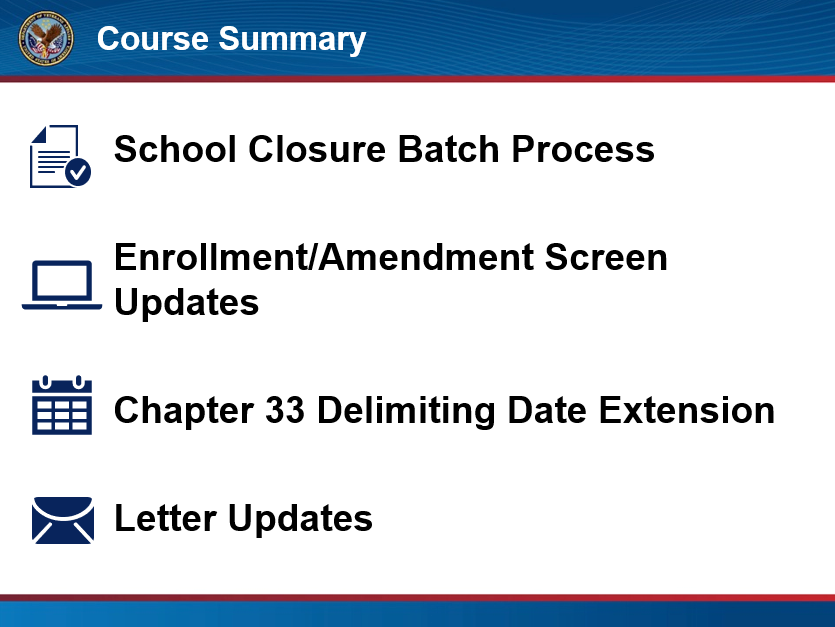 Course Summary
School Closure Batch Process
Enrollment/Amendment Screen
Updates
Chapter 33 Delimiting Date Extension
Letter Updates